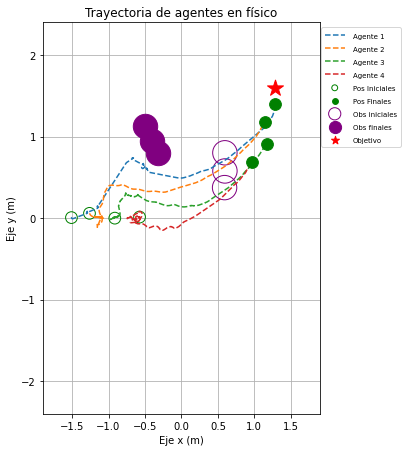 Trayectoria de agentes en físico
Agente 1
Agente 2
Agente 3
Agente 4
Pos Iniciales
Pos Finales
Obs iniciales
Obs finales
Objetivo
Eje y (m)
2
1
0
−1
−2
−1.5 −1.0 −0.5 0.0 0.5 1.0 1.5
Eje x (m)